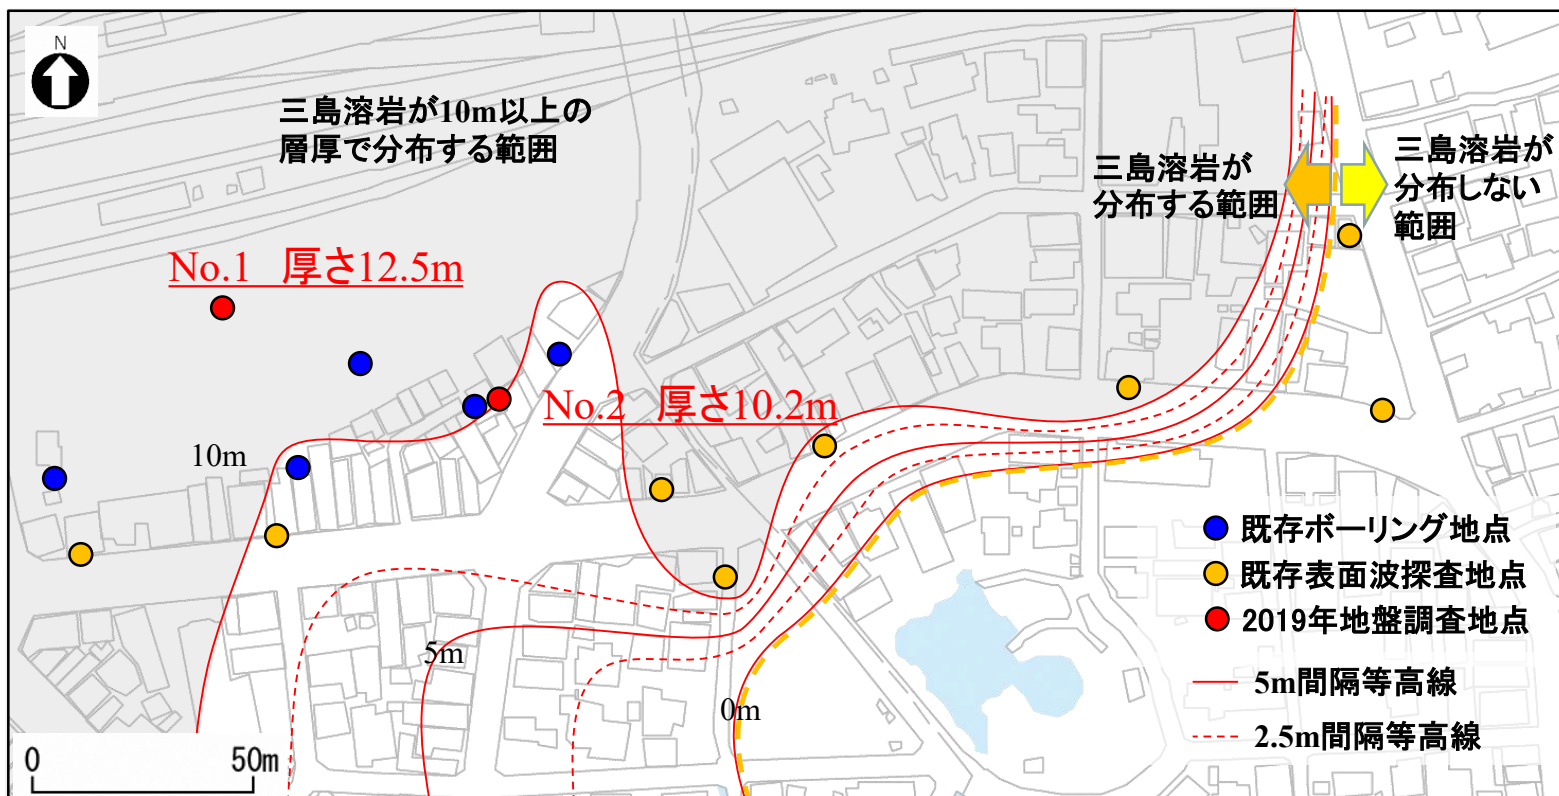 N
三島溶岩が10m以上の
層厚で分布する範囲
三島溶岩が
分布する範囲
三島溶岩が
分布しない
範囲
No.1 厚さ12.5m
No.2 厚さ10.2m
10m
5m
0m
既存ボーリング地点
既存表面波探査地点
2019年地盤調査地点
5m間隔等高線
2.5m間隔等高線
0 50m